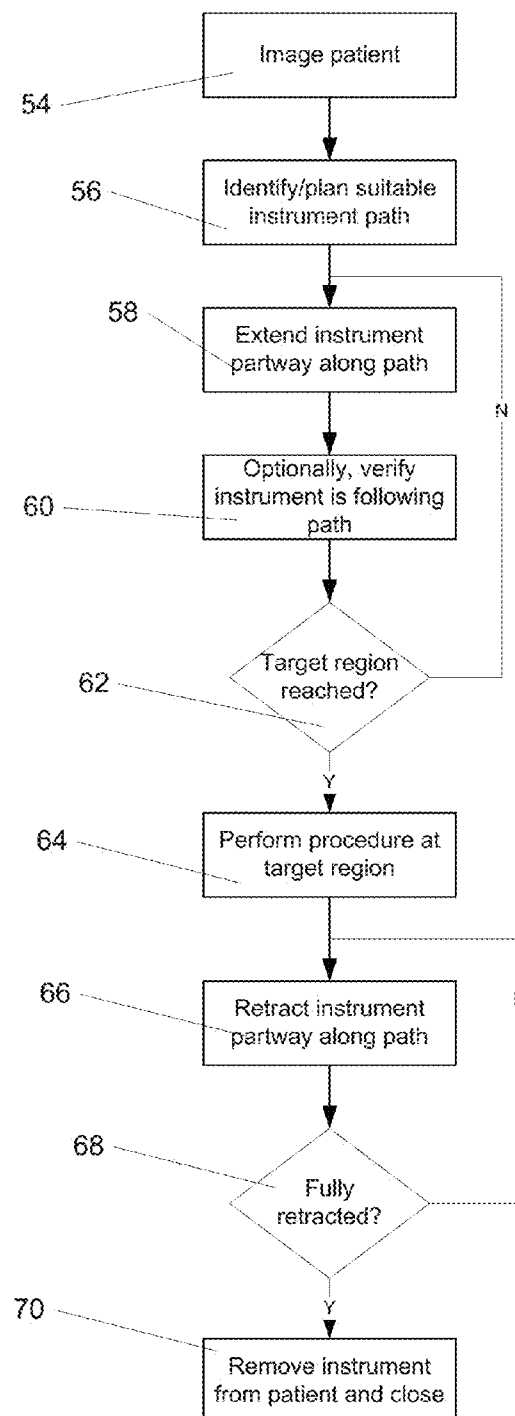 Image patient
54
Identify/plan suitable
instrument path
56
58
Extend instrument
partway along path
N
Optionally, verify
instrument is following
path
60
Target region
reached?
62
Y
Perform procedure at
target region
64
66
Retract instrument
partway along path
68
Fully
retracted?
Y
70
Remove instrument
from patient and close